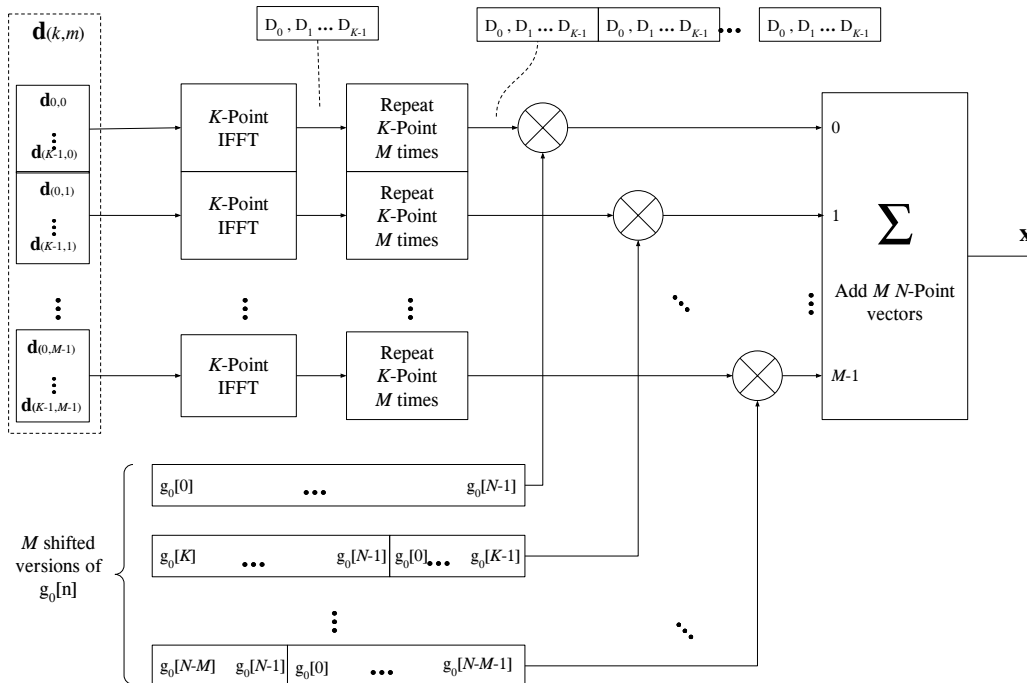 d(k,m)
D0 , D1 ... DK-1
D0 , D1 ... DK-1 D0 , D1 ... DK-1 ... D0 , D1 ... DK-1
d0,0
⋮
d(K-1,0)
K-Point
IFFT
Repeat
K-Point
M times
0
d(0,1)
⋮
d(K-1,1)
K-Point
IFFT
Repeat
K-Point
M times
1
Σ
Add M N-Point
vectors
x
d(0,M-1)
⋮
d(K-1,M-1)
K-Point
IFFT
Repeat
K-Point
M times
M-1
M shifted
versions of
g0[n]
g0[0] ... g0[N-1]
g0[K] ... g0[N-1] g0[0] ... g0[K-1]
g0[N-M] g0[N-1] g0[0] ... g0[N-M-1]